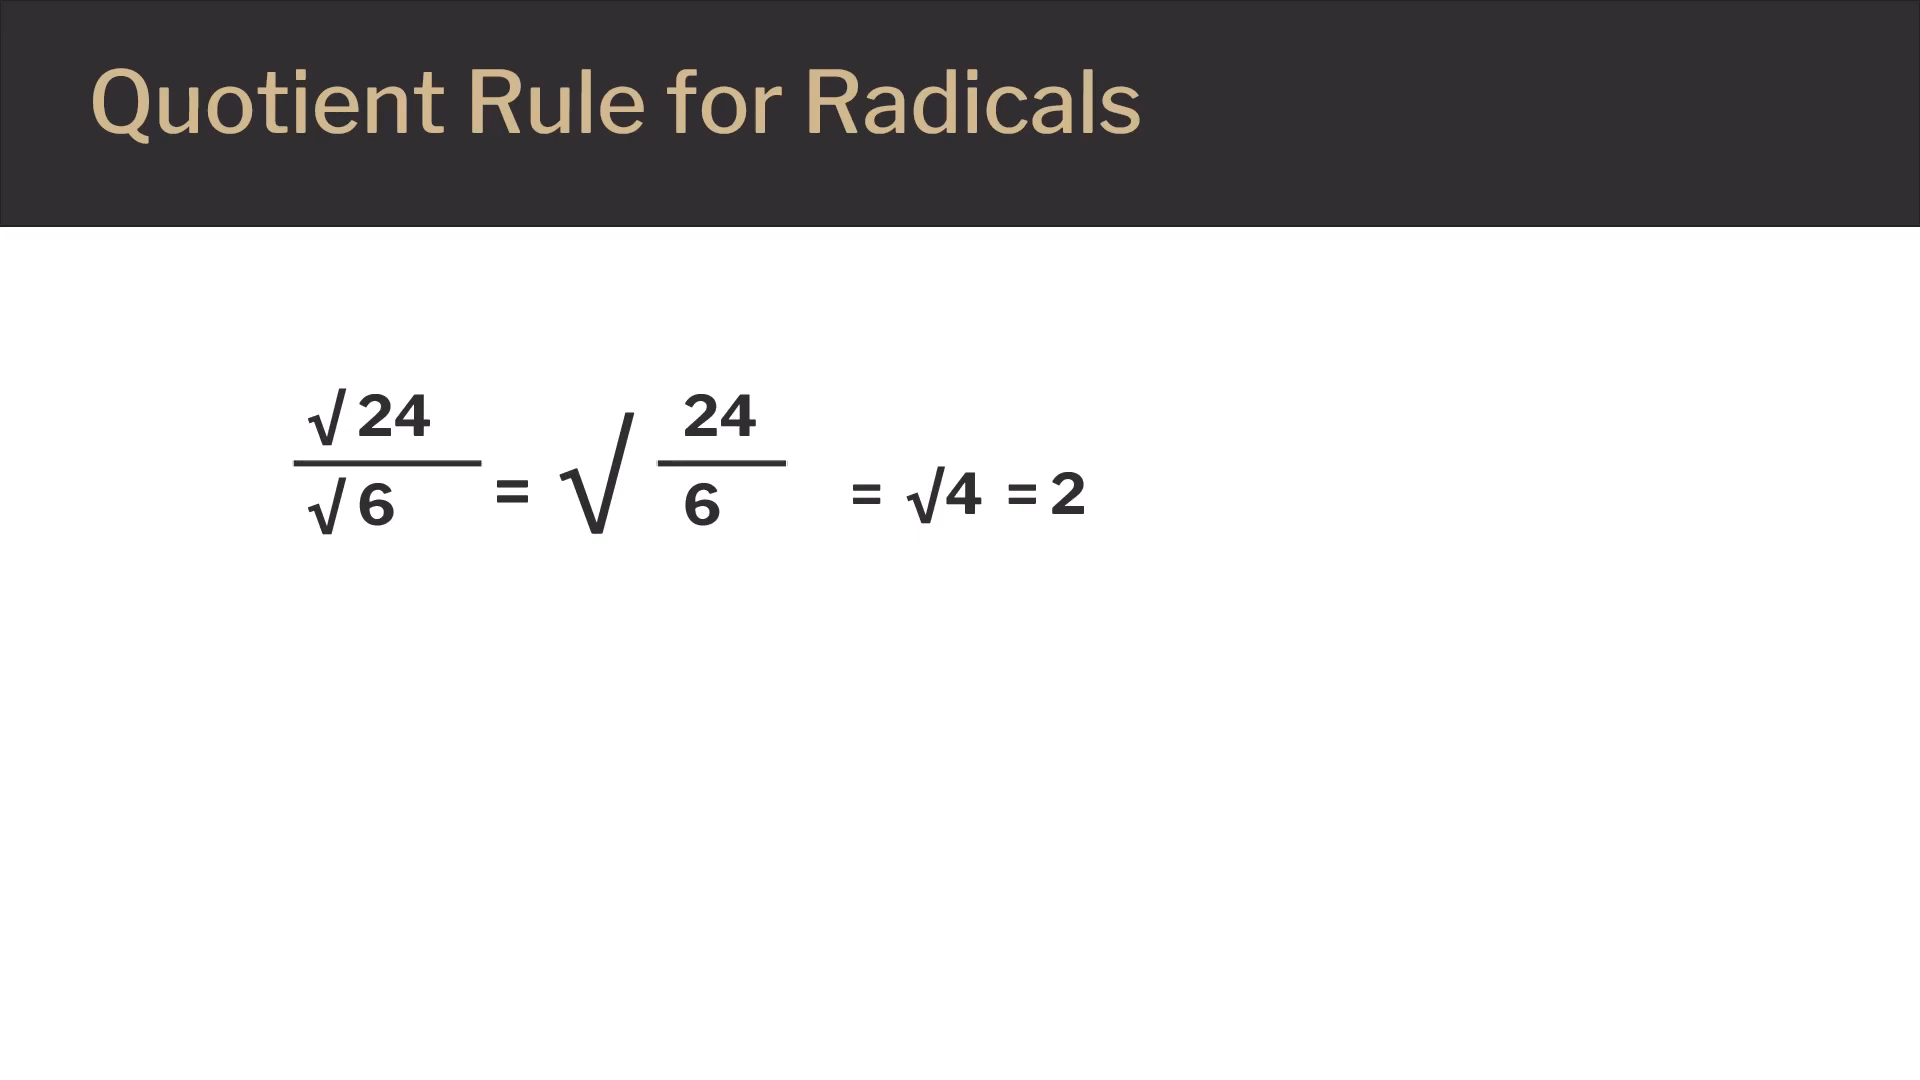 Quotient Rule for Radicals
√24 24
= √ = √4 = 2
√6 6